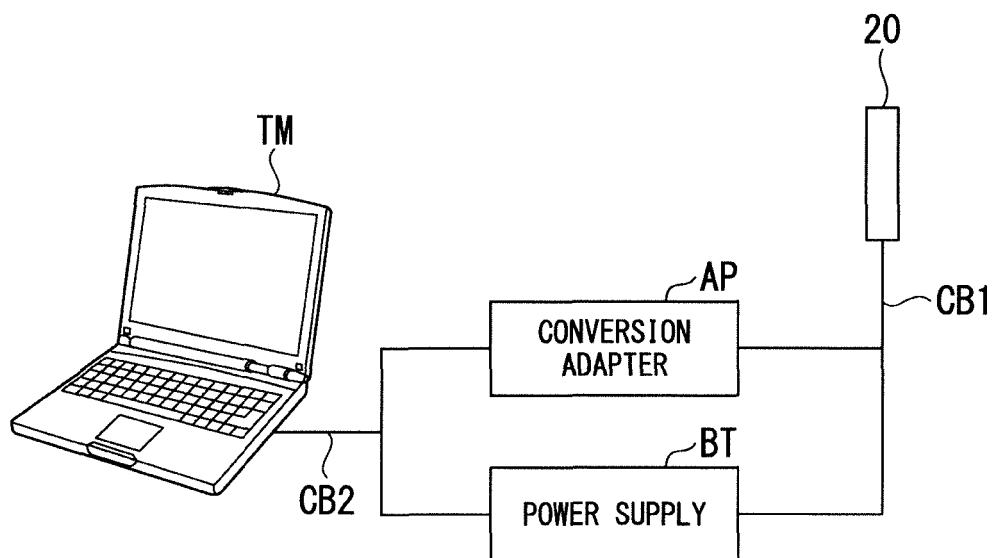 20
TM
AP
CB1
CONVERSION
ADAPTER
BT
CB2
POWER SUPPLY